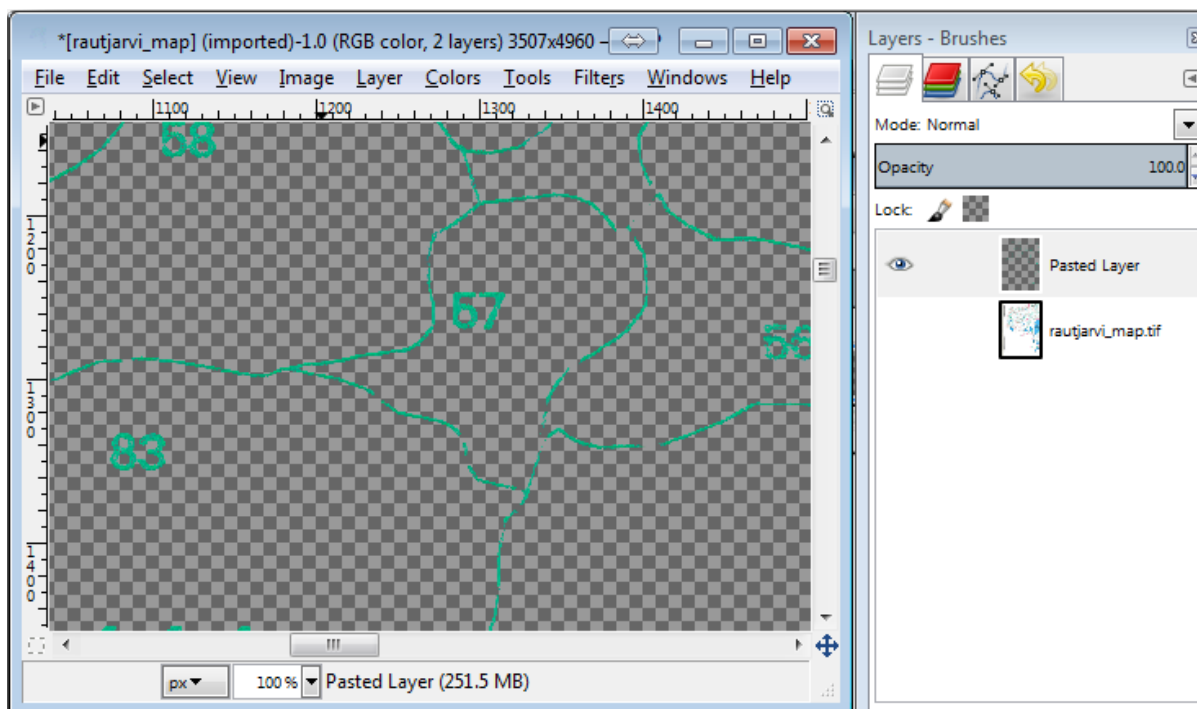 *[rautjarvi_map] (imported)-1.0 (RGB color, 2 layers) 3507x4960 –
File Edit Select View Image Layer Colors Tools Filters Windows Help
1100 1200 1300 1400
1200
1300
1400
58
57
56
83
px 100 % Pasted Layer (251.5 MB)
Layers - Brushes
Mode: Normal
Opacity 100.0
Lock:
Pasted Layer
rautjarvi_map.tif